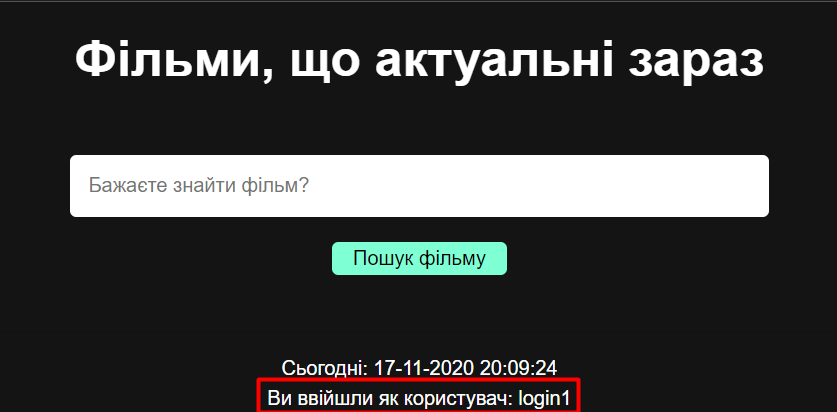 Фільми, що актуальні зараз
Бажаєте знайти фільм?
Пошук фільму
Сьогодні: 17-11-2020 20:09:24
Ви ввійшли як користувач: login1